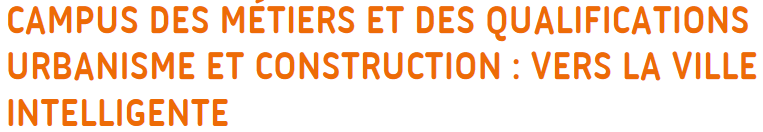 CAMPUS DES MÉTIERS ET DES QUALIFICATIONS
URBANISME ET CONSTRUCTION : VERS LA VILLE
INTELLIGENTE